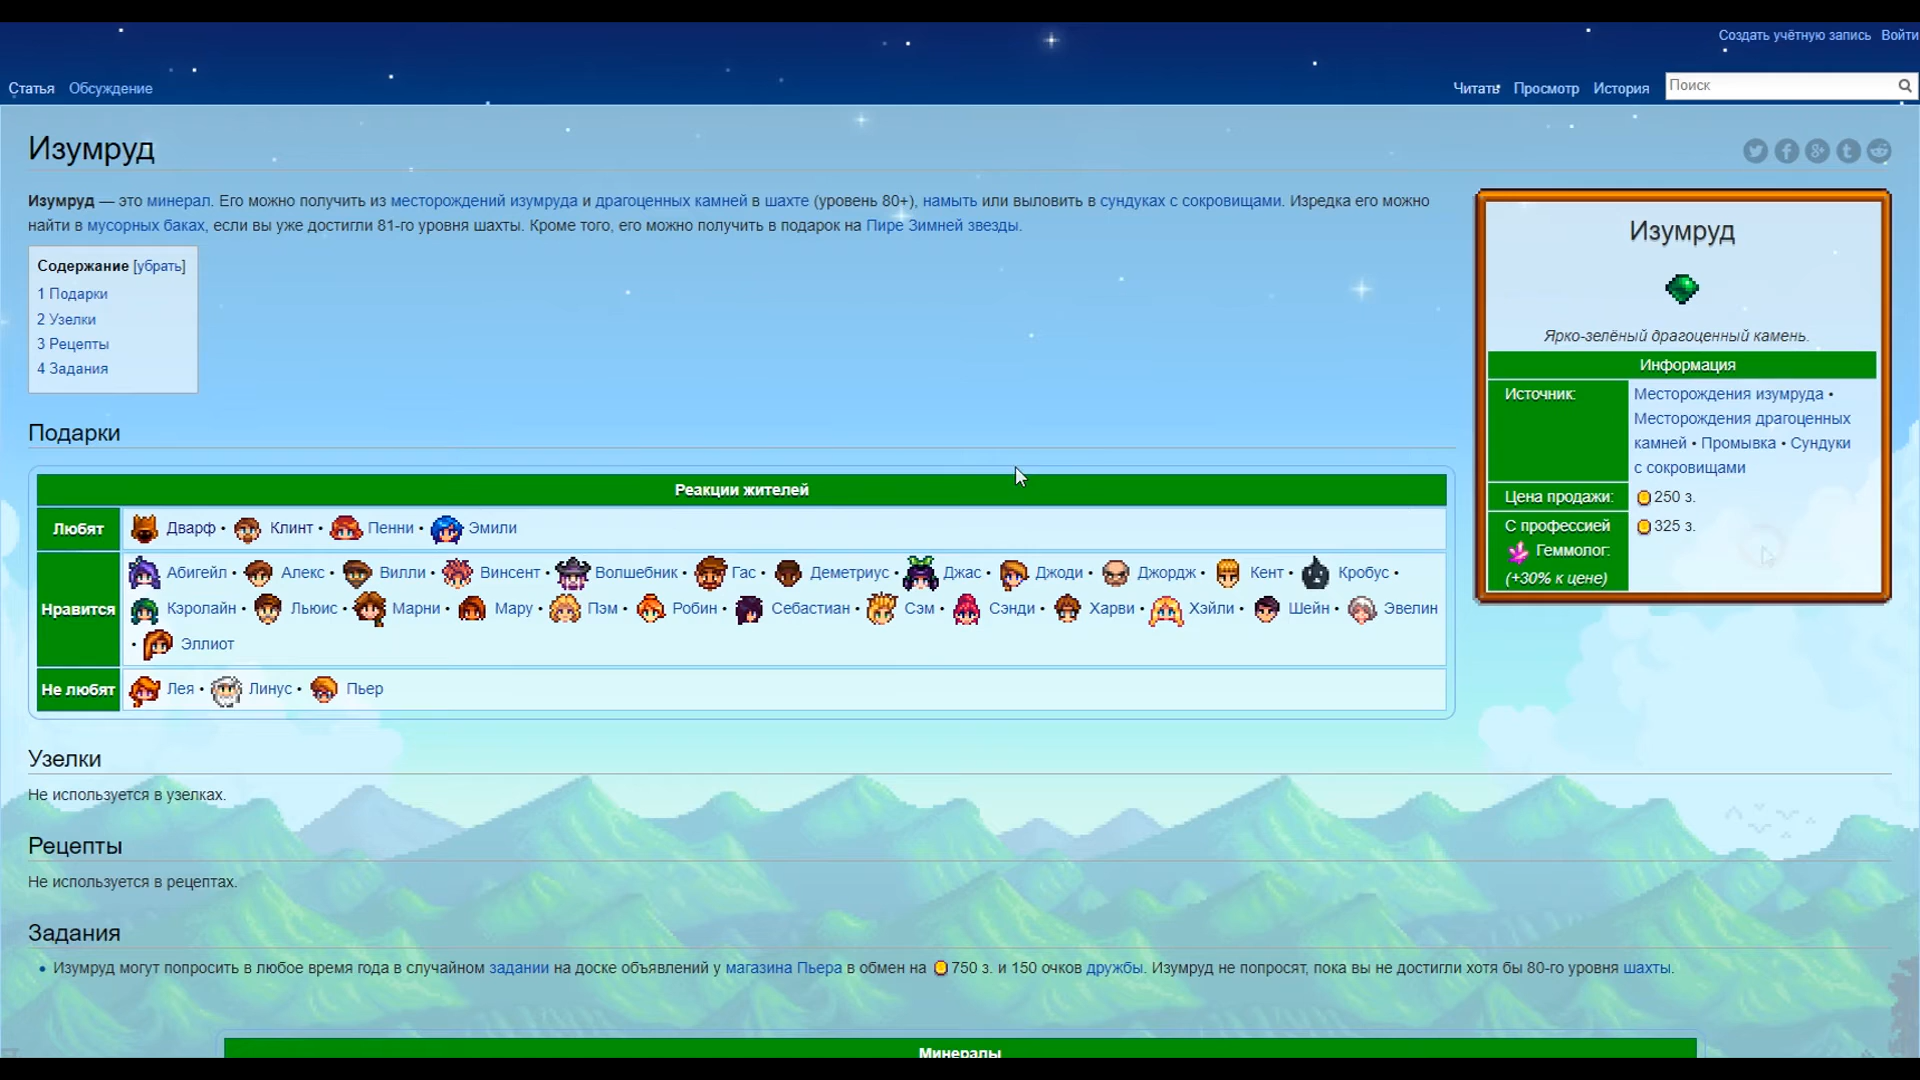 Создать учётную запись Войти
Статья Обсуждение Читать Просмотр История Поиск
Изумруд
Изумруд — это минерал. Его можно получить из месторождений изумруда и драгоценных камней в шахте (уровень 80+), намыть или выловить в сундуках с сокровищами. Изредка его можно
найти в мусорных баках, если вы уже достигли 81-го уровня шахты. Кроме того, его можно получить в подарок на Пире Зимней звезды.
Содержание [убрать]
1 Подарки
2 Узелки
3 Рецепты
4 Задания
Изумруд
Ярко-зелёный драгоценный камень.
Информация
Источник: Месторождения изумруда •
Месторождения драгоценных
камней • Промывка • Сундуки
с сокровищами
Цена продажи: 250 з.
С профессией 325 з.
Геммолог:
(+30% к цене)
Подарки
Реакции жителей
Любят Дварф • Клинт • Пенни • Эмили
Абигейл • Алекс • Вилли • Винсент • Волшебник • Гас • Деметриус • Джас • Джоди • Джордж • Кент • Кробус •
Нравится Кэролайн • Льюис • Марни • Мару • Пэм • Робин • Себастиан • Сэм • Сэнди • Харви • Хэйли • Шейн • Эвелин
• Эллиот
Не любят Лея • Линус • Пьер
Узелки
Не используется в узелках.
Рецепты
Не используется в рецептах.
Задания
• Изумруд могут попросить в любое время года в случайном задании на доске объявлений у магазина Пьера в обмен на 750 з. и 150 очков дружбы. Изумруд не попросят, пока вы не достигли хотя бы 80-го уровня шахты.
Минералы